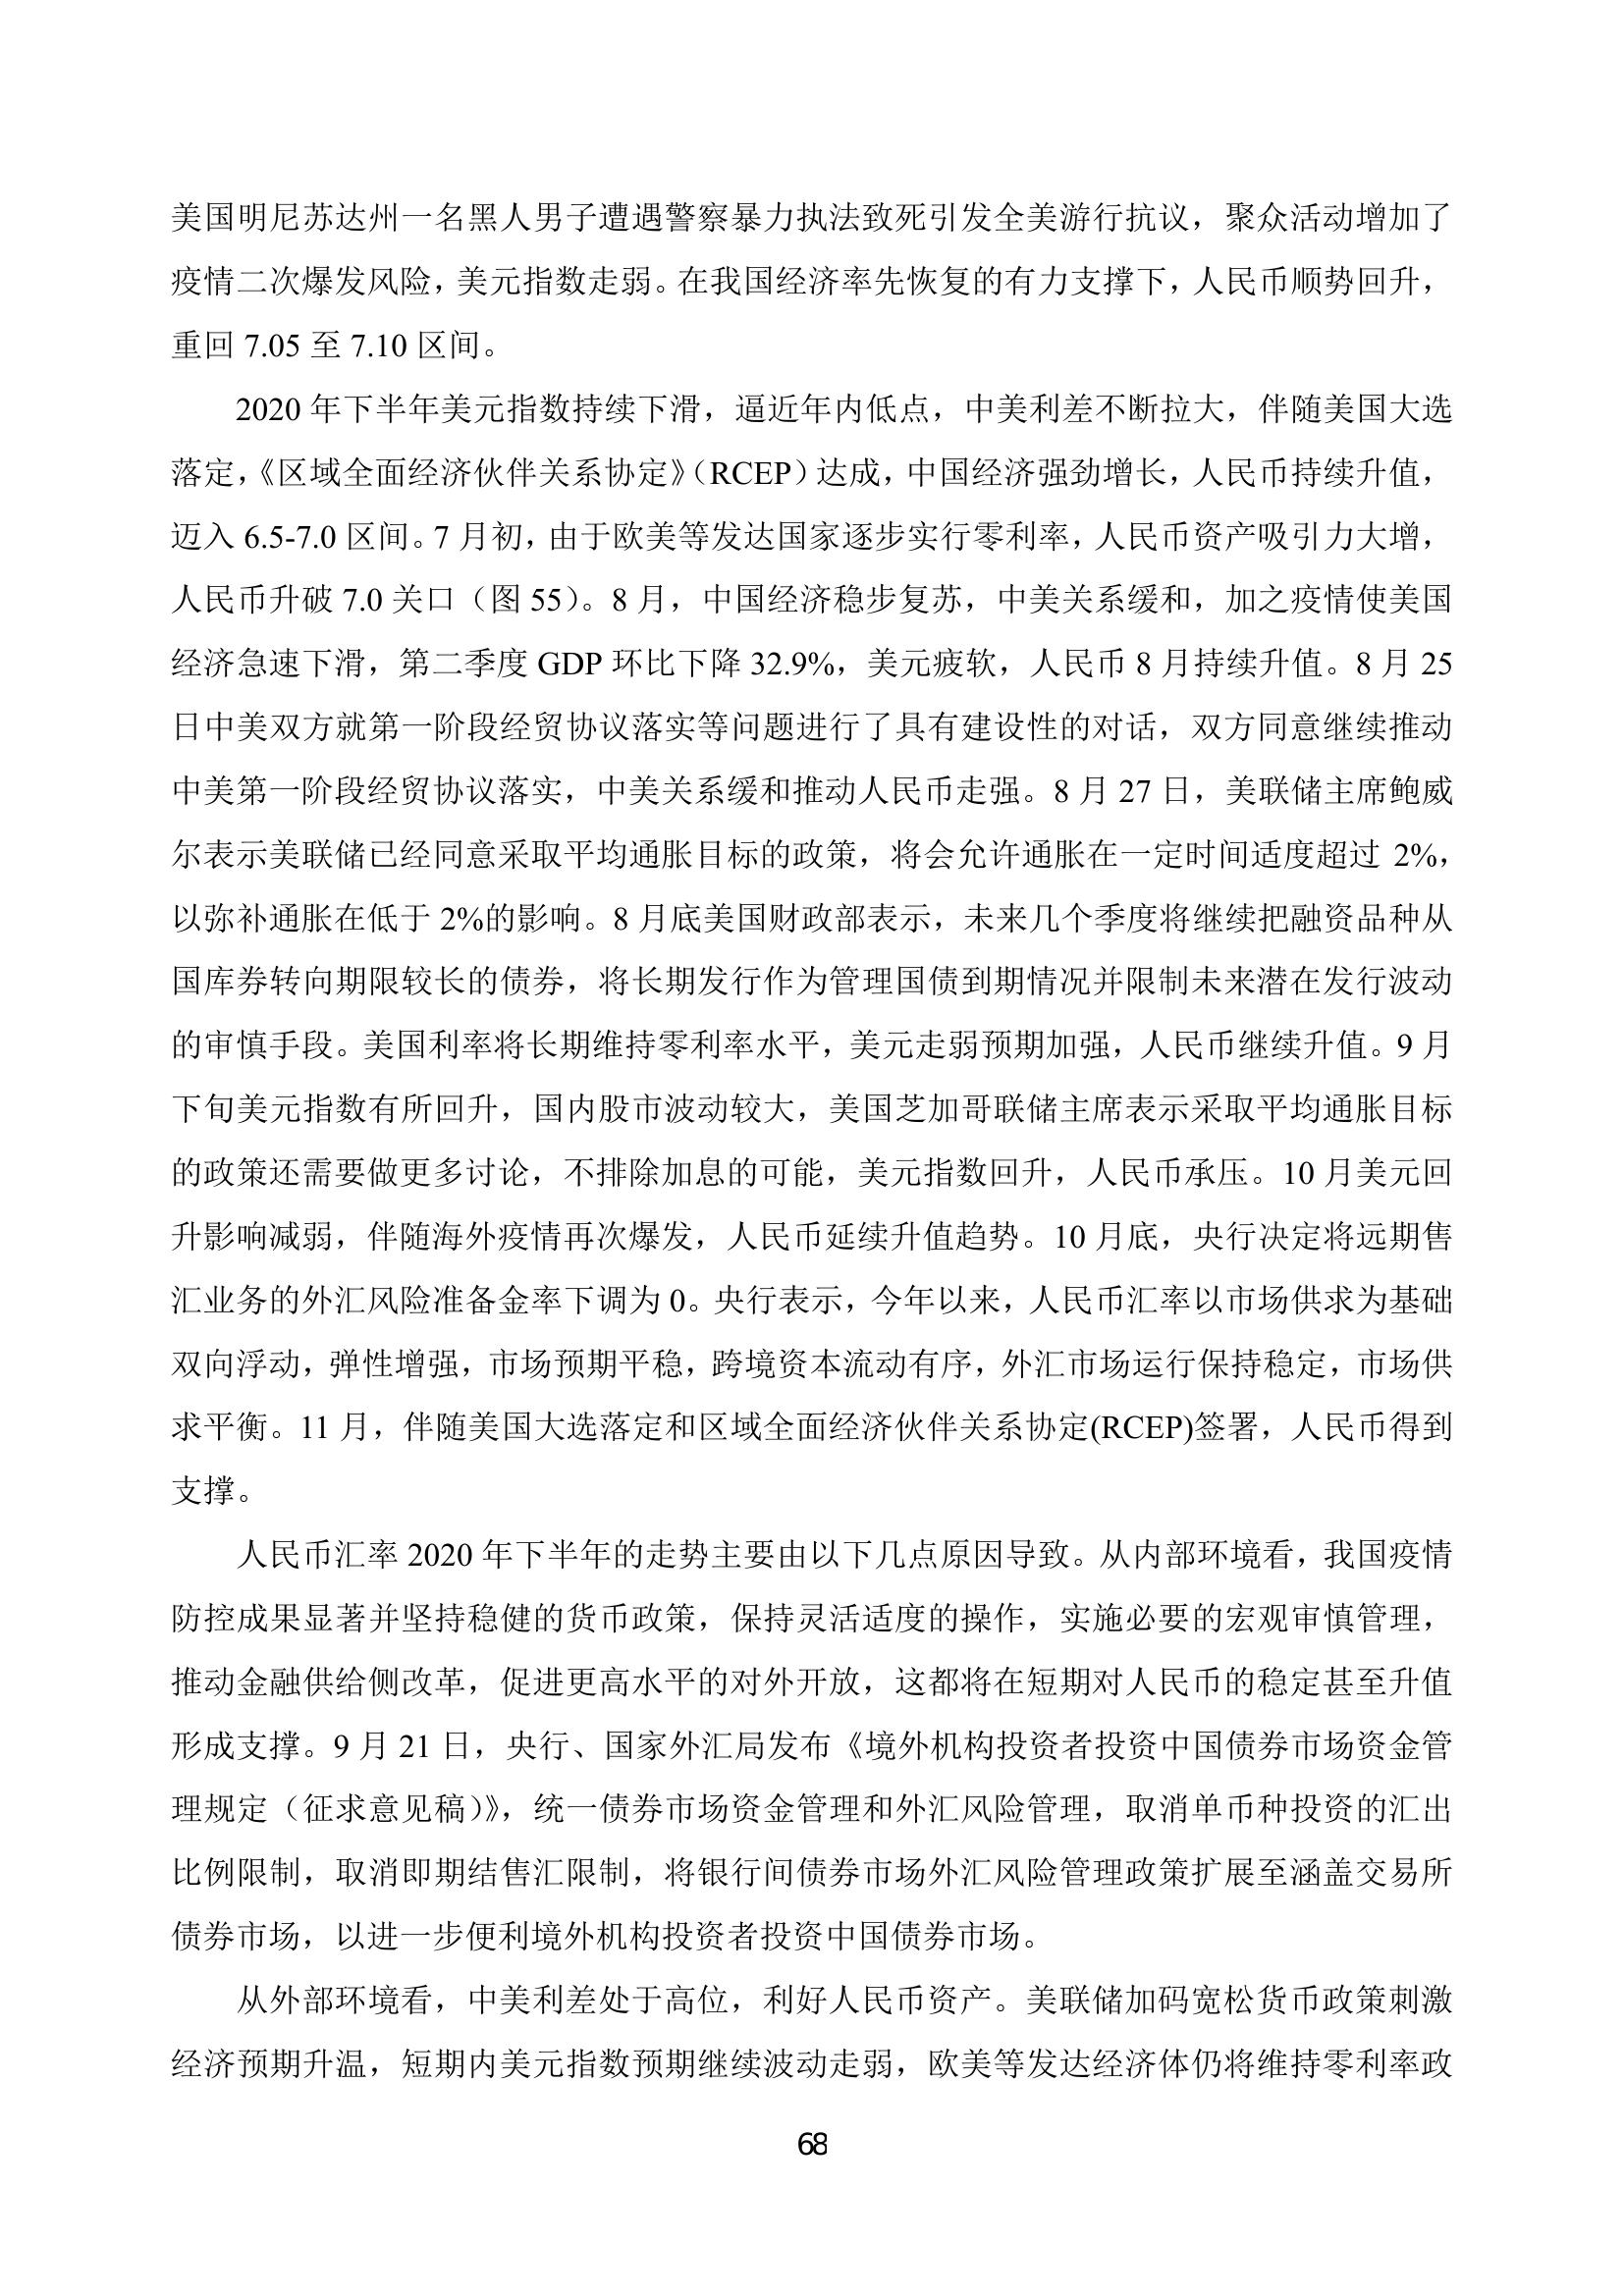 美国明尼苏达州一名黑人男子遭遇警察暴力执法致死引发全美游行抗议，聚众活动增加了
疫情二次爆发风险，美元指数走弱。在我国经济率先恢复的有力支撑下，人民币顺势回升，
重回 7.05 至 7.10 区间。
2020 年下半年美元指数持续下滑，逼近年内低点，中美利差不断拉大，伴随美国大选
落定，《区域全面经济伙伴关系协定》（RCEP）达成，中国经济强劲增长，人民币持续升值，
迈入 6.5-7.0 区间。7 月初，由于欧美等发达国家逐步实行零利率，人民币资产吸引力大增，
人民币升破 7.0 关口（图 55）。8 月，中国经济稳步复苏，中美关系缓和，加之疫情使美国
经济急速下滑，第二季度 GDP 环比下降 32.9%，美元疲软，人民币 8 月持续升值。8 月 25
日中美双方就第一阶段经贸协议落实等问题进行了具有建设性的对话，双方同意继续推动
中美第一阶段经贸协议落实，中美关系缓和推动人民币走强。8 月 27 日，美联储主席鲍威
尔表示美联储已经同意采取平均通胀目标的政策，将会允许通胀在一定时间适度超过 2%，
以弥补通胀在低于 2%的影响。8 月底美国财政部表示，未来几个季度将继续把融资品种从
国库券转向期限较长的债券，将长期发行作为管理国债到期情况并限制未来潜在发行波动
的审慎手段。美国利率将长期维持零利率水平，美元走弱预期加强，人民币继续升值。9 月
下旬美元指数有所回升，国内股市波动较大，美国芝加哥联储主席表示采取平均通胀目标
的政策还需要做更多讨论，不排除加息的可能，美元指数回升，人民币承压。10 月美元回
升影响减弱，伴随海外疫情再次爆发，人民币延续升值趋势。10 月底，央行决定将远期售
汇业务的外汇风险准备金率下调为 0。央行表示，今年以来，人民币汇率以市场供求为基础
双向浮动，弹性增强，市场预期平稳，跨境资本流动有序，外汇市场运行保持稳定，市场供
求平衡。11 月，伴随美国大选落定和区域全面经济伙伴关系协定(RCEP)签署，人民币得到
支撑。
人民币汇率 2020 年下半年的走势主要由以下几点原因导致。从内部环境看，我国疫情
防控成果显著并坚持稳健的货币政策，保持灵活适度的操作，实施必要的宏观审慎管理，
推动金融供给侧改革，促进更高水平的对外开放，这都将在短期对人民币的稳定甚至升值
形成支撑。9 月 21 日，央行、国家外汇局发布《境外机构投资者投资中国债券市场资金管
理规定（征求意见稿）》，统一债券市场资金管理和外汇风险管理，取消单币种投资的汇出
比例限制，取消即期结售汇限制，将银行间债券市场外汇风险管理政策扩展至涵盖交易所
债券市场，以进一步便利境外机构投资者投资中国债券市场。
从外部环境看，中美利差处于高位，利好人民币资产。美联储加码宽松货币政策刺激
经济预期升温，短期内美元指数预期继续波动走弱，欧美等发达经济体仍将维持零利率政
68